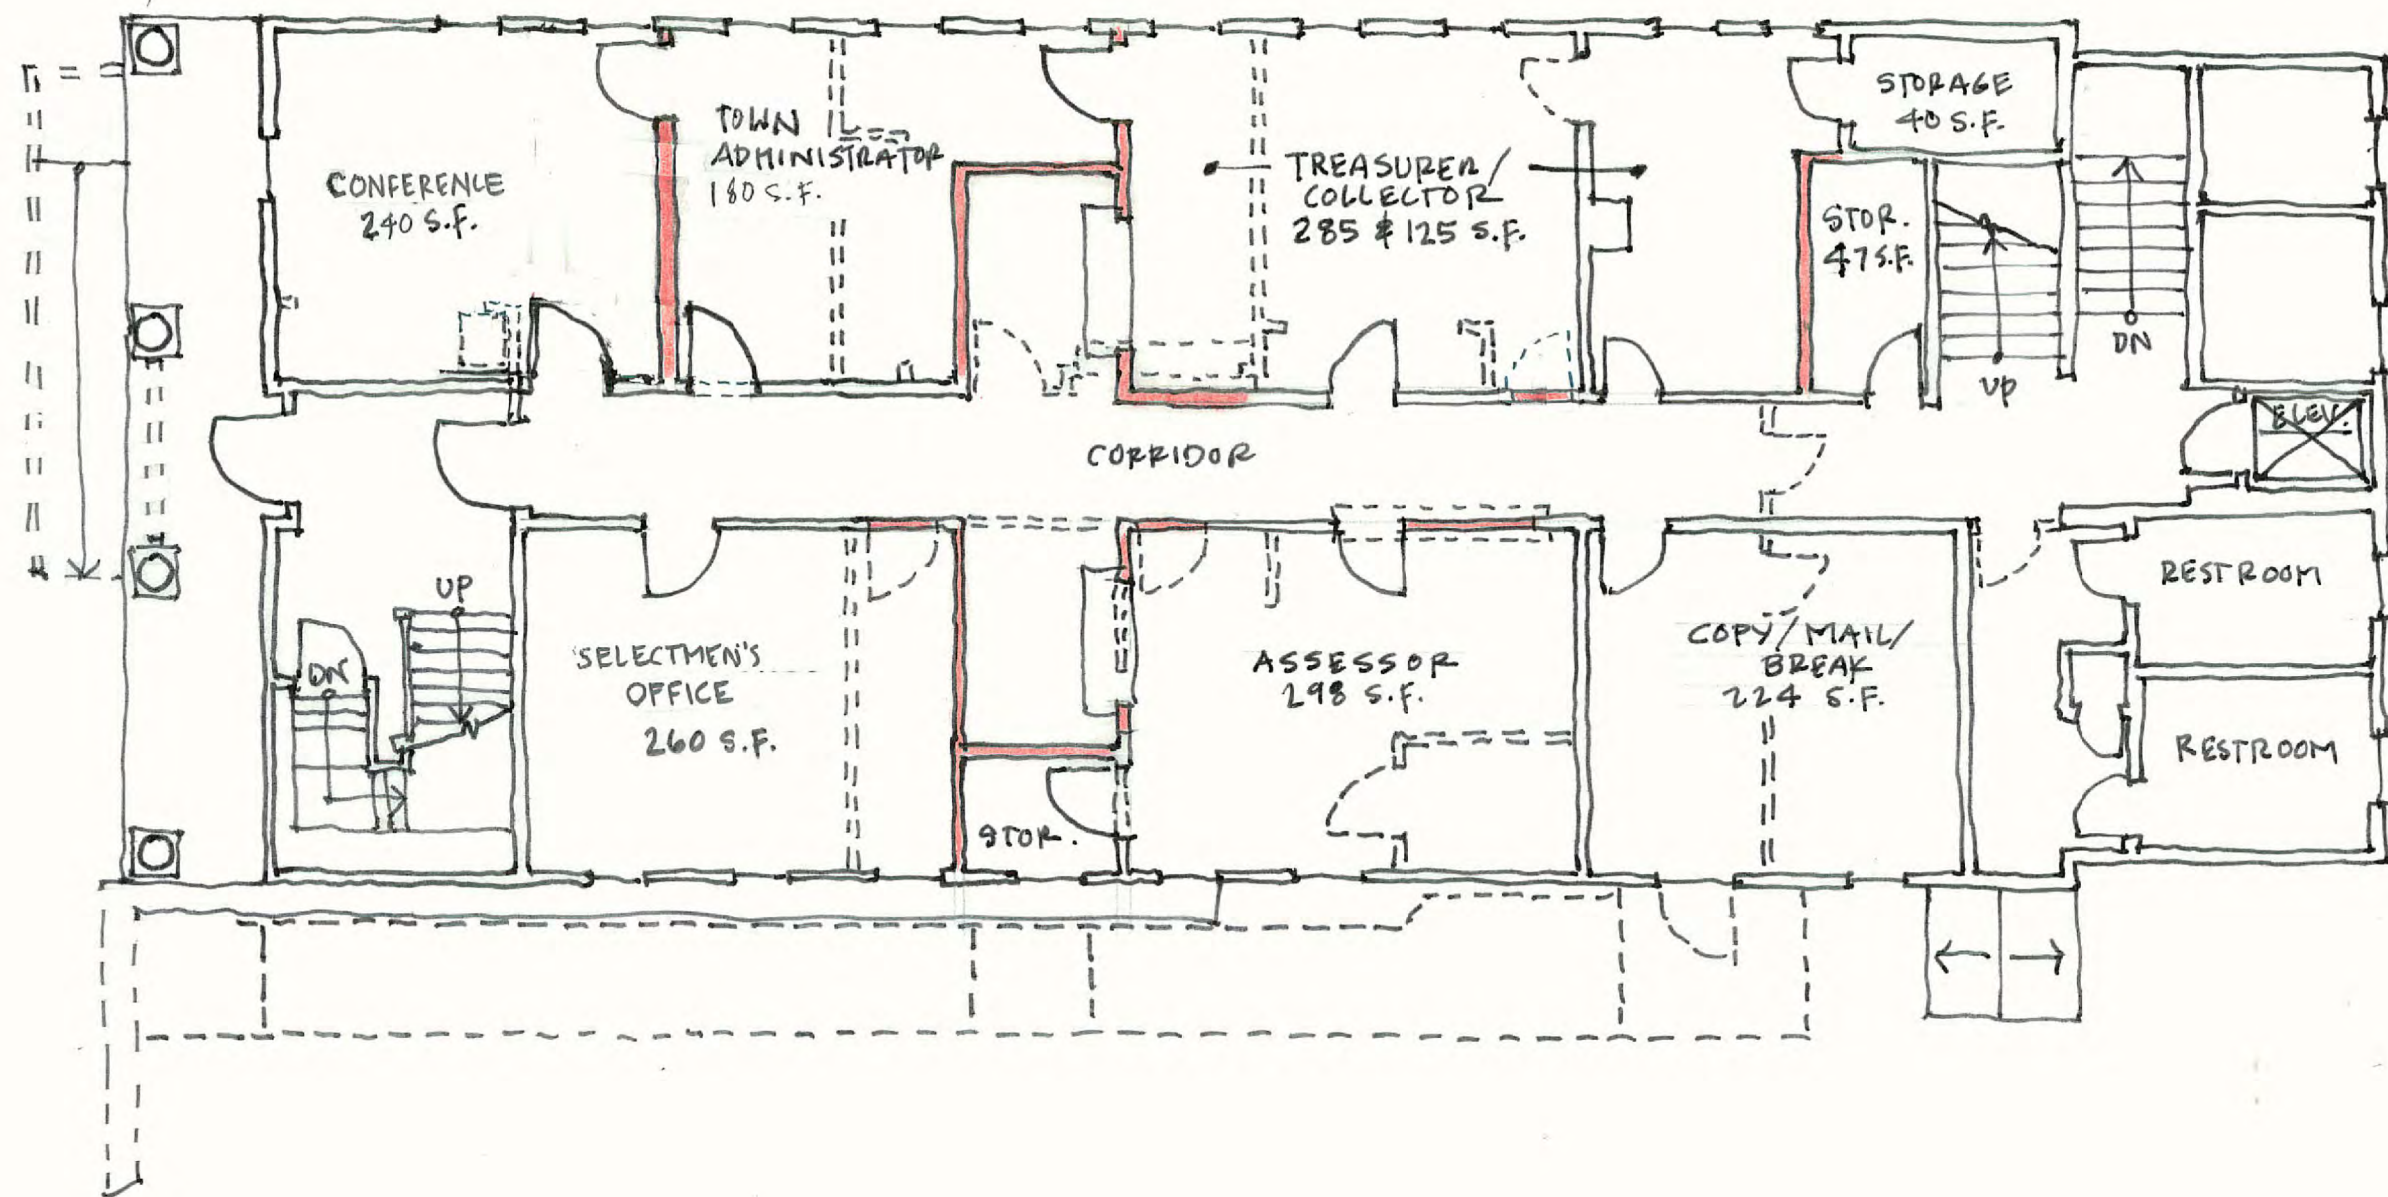 STORAGE
40 S.F.
TOWN
ADMINISTRATOR
180 S.F.
CONFERENCE
240 S.F.
TREASURER/
COLLECTOR
285 & 125 S.F.
STOR.
47 S.F.
UP
DN
ELEV.
CORRIDOR
UP
DN
SELECTMEN'S
OFFICE
260 S.F.
STOR.
ASSESSOR
298 S.F.
COPY/MAIL/
BREAK
224 S.F.
RESTROOM
RESTROOM